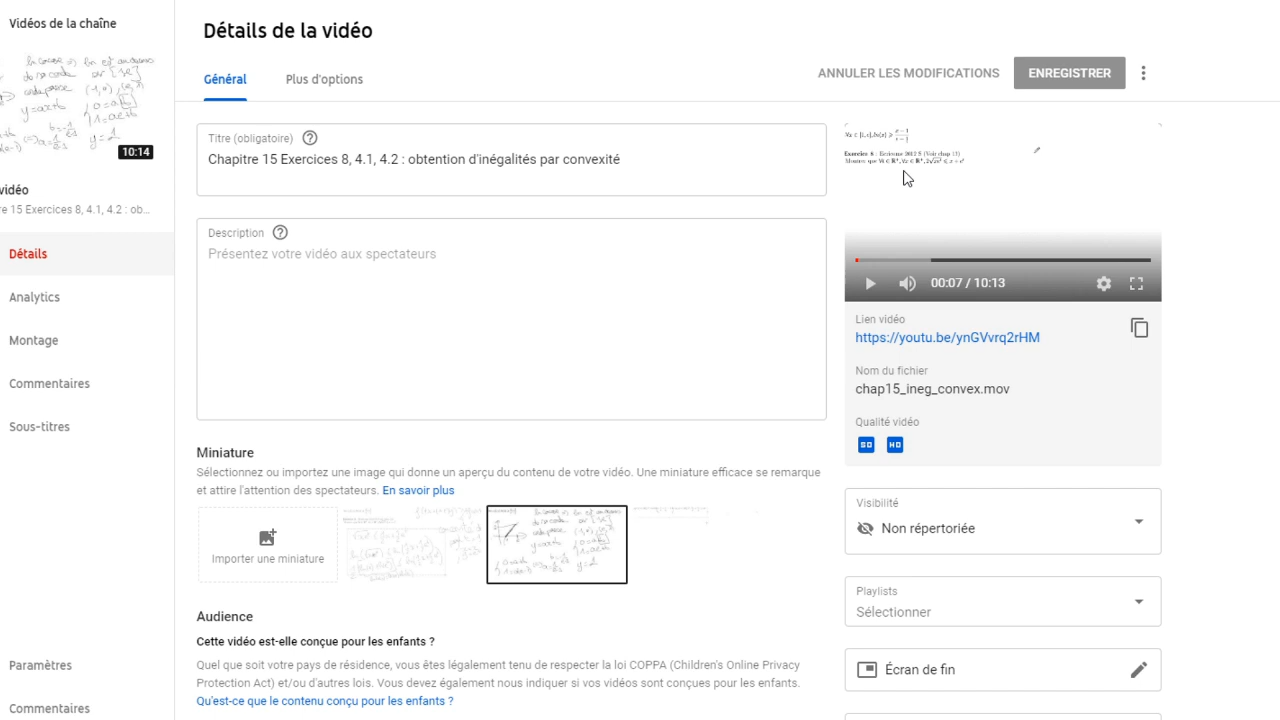 Vidéos de la chaîne
10:14
vidéo
re 15 Exercices 8, 4.1, 4.2 : ob...
Détails
Analytics
Montage
Commentaires
Sous-titres
Paramètres
Commentaires
Détails de la vidéo
Général
Plus d'options
ANNULER LES MODIFICATIONS
ENREGISTRER
Titre (obligatoire)
Chapitre 15 Exercices 8, 4.1, 4.2 : obtention d'inégalités par convexité
Description
Présentez votre vidéo aux spectateurs
Miniature
Sélectionnez ou importez une image qui donne un aperçu du contenu de votre vidéo. Une miniature efficace se remarque
et attire l'attention des spectateurs. En savoir plus
Importer une miniature
Audience
Cette vidéo est-elle conçue pour les enfants ?
Quel que soit votre pays de résidence, vous êtes légalement tenu de respecter la loi COPPA (Children's Online Privacy
Protection Act) et/ou d'autres lois. Vous devez également nous indiquer si vos vidéos sont conçues pour les enfants.
Qu'est-ce que le contenu conçu pour les enfants ?
00:07 / 10:13
Lien vidéo
https://youtu.be/ynGVvrq2rHM
Nom du fichier
chap15_ineg_convex.mov
Qualité vidéo
SD HD
Visibilité
Non répertoriée
Playlists
Sélectionner
Écran de fin